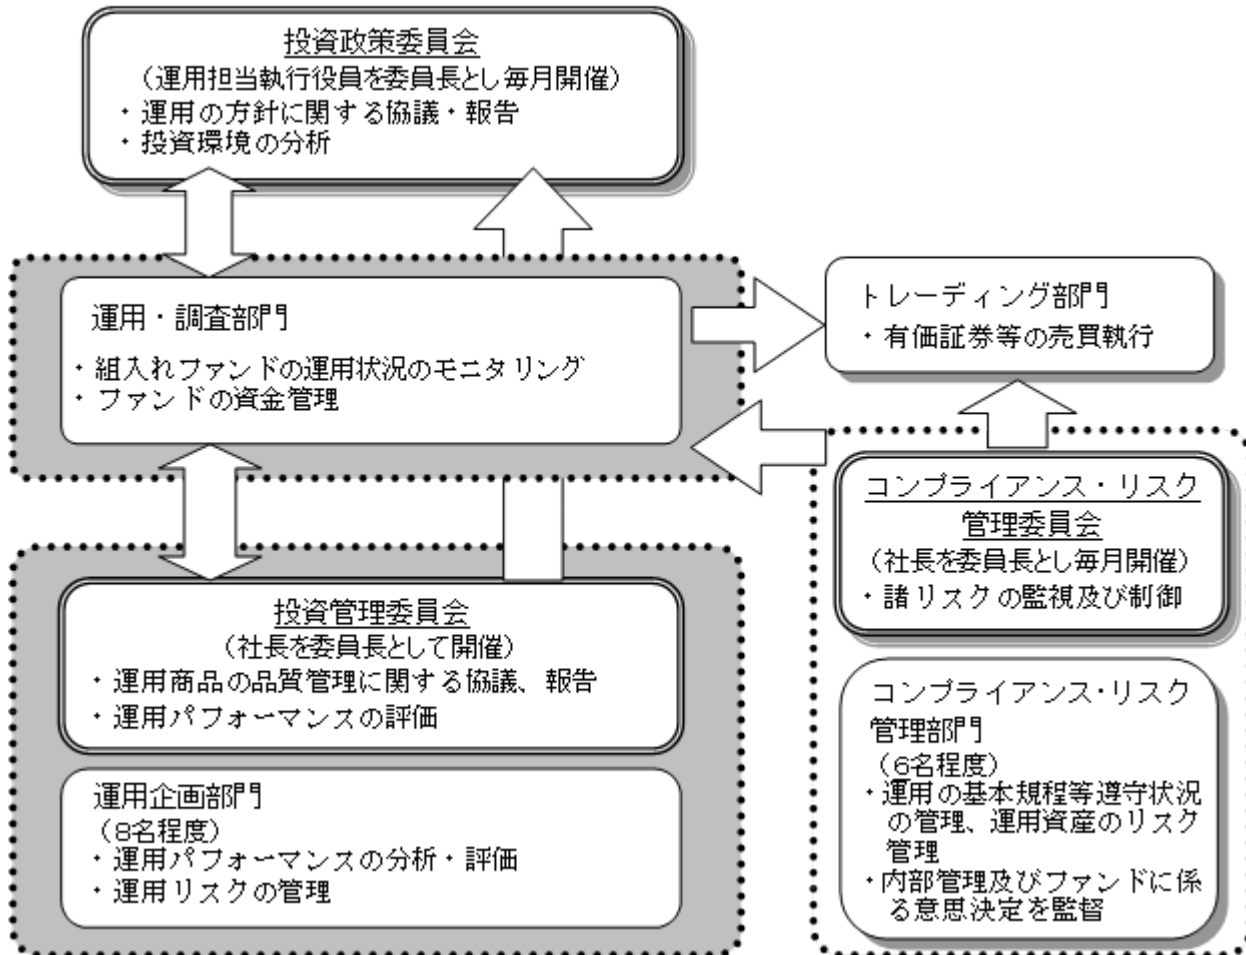 投資政策委員会
（運用担当執行役員を委員長とし毎月開催）
・運用の方針に関する協議・報告
・投資環境の分析
運用・調査部門
・組入れファンドの運用状況のモニタリング
・ファンドの資金管理
トレーディング部門
・有価証券等の売買執行
投資管理委員会
（社長を委員長として開催）
・運用商品の品質管理に関する協議、報告
・運用パフォーマンスの評価
運用企画部門
（8名程度）
・運用パフォーマンスの分析・評価
・運用リスクの管理
コンプライアンス・リスク
管理委員会
（社長を委員長とし毎月開催）
・諸リスクの監視及び制御
コンプライアンス・リスク
管理部門
（6名程度）
・運用の基本規程等遵守状況
の管理、運用資産のリスク
管理
・内部管理及びファンドに係
る意思決定を監督